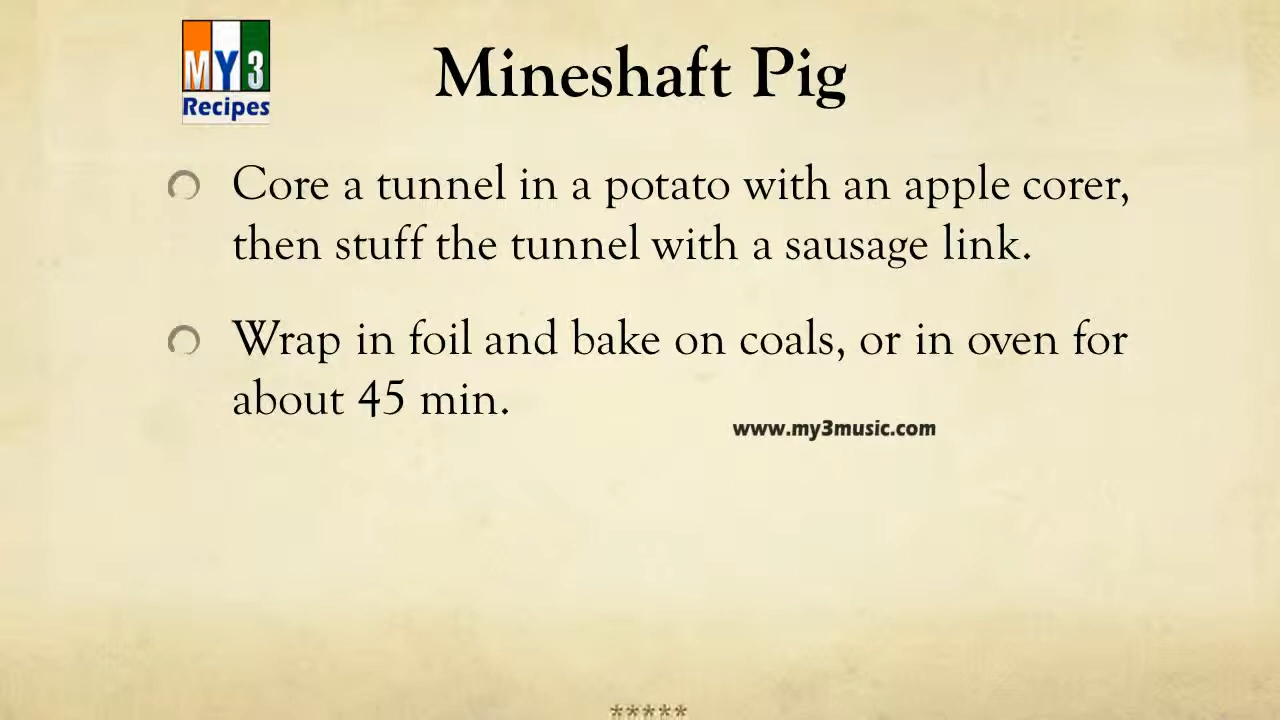 MY3
Recipes
Mineshaft Pig
Core a tunnel in a potato with an apple corer,
then stuff the tunnel with a sausage link.
Wrap in foil and bake on coals, or in oven for
about 45 min.
www.my3music.com
*****